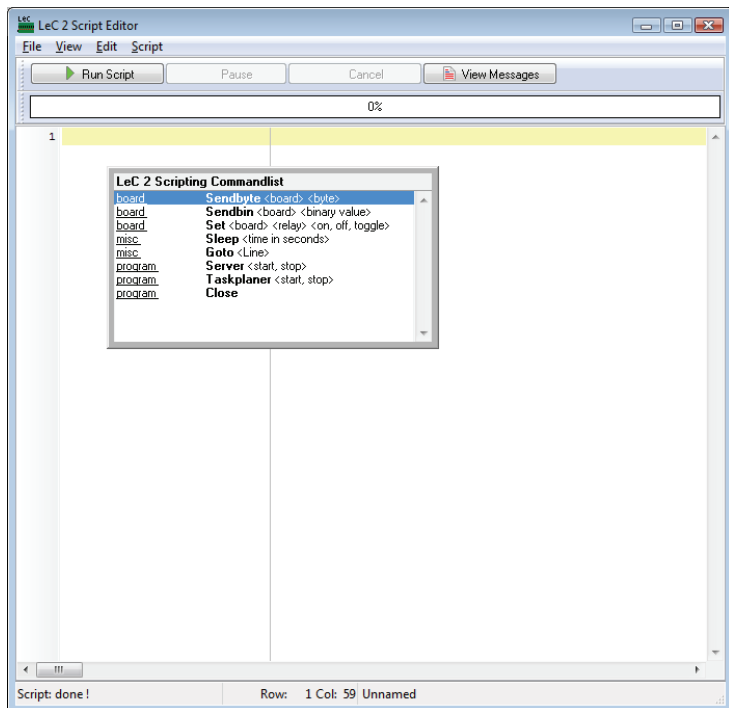 LeC LeC 2 Script Editor
File View Edit Script
Run Script Pause Cancel View Messages
0%
1
LeC 2 Scripting Commandlist
board Sendbyte <board> <byte>
board Sendbin <board> <binary value>
board Set <board> <relay> <on, off, toggle>
misc Sleep <time in seconds>
misc Goto <Line>
program Server <start, stop>
program Taskplaner <start, stop>
program Close
Script: done ! Row: 1 Col: 59 Unnamed